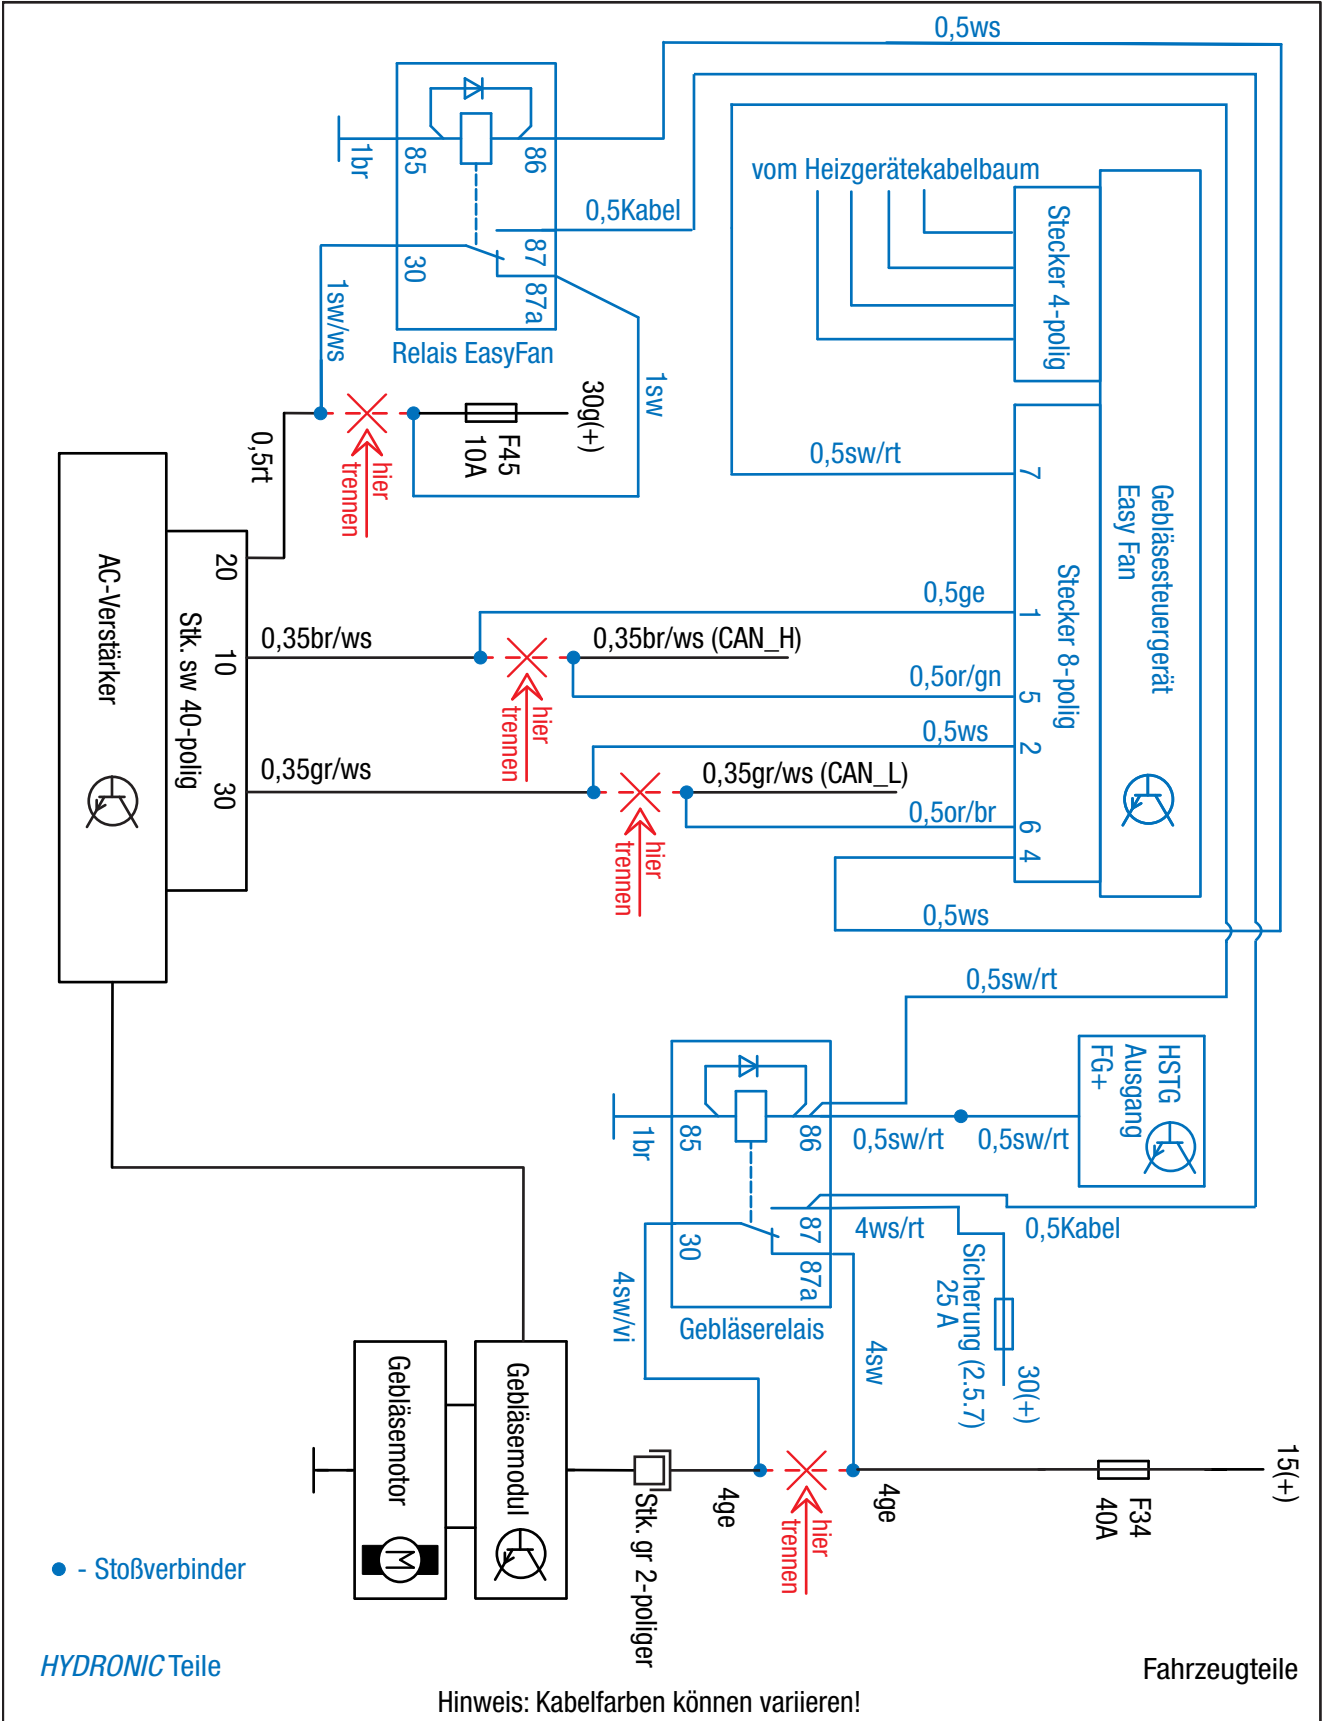 0,5ws
85
86
1br
vom Heizgerätekabelbaum
Stecker 4-polig
0,5Kabel
87
30
87a
1sw/ws
Relais EasyFan
1sw
30g(+)
F45
10A
0,5rt
hier
trennen
0,5sw/rt
7
Gebläsesteuergerät
Easy Fan
AC-Verstärker
Stk. sw 40-polig
20
10
30
Stecker 8-polig
0,5ge
1
0,35br/ws
0,35br/ws (CAN_H)
0,5or/gn
5
hier
trennen
0,5ws
2
0,35gr/ws
0,35gr/ws (CAN_L)
0,5or/br
6
4
hier
trennen
0,5ws
0,5sw/rt
HSTG
Ausgang
FG+
85
86
1br
0,5sw/rt
0,5sw/rt
87
30
87a
4ws/rt
0,5Kabel
4sw/vi
Gebläserelais
4sw
Sicherung (2.5.7)
25 A
30(+)
Gebläsemotor
M
Gebläsemodul
Stk. gr 2-poliger
4ge
hier
trennen
4ge
F34
40A
15(+)
- Stoßverbinder
HYDRONIC Teile
Fahrzeugteile
Hinweis: Kabelfarben können variieren!